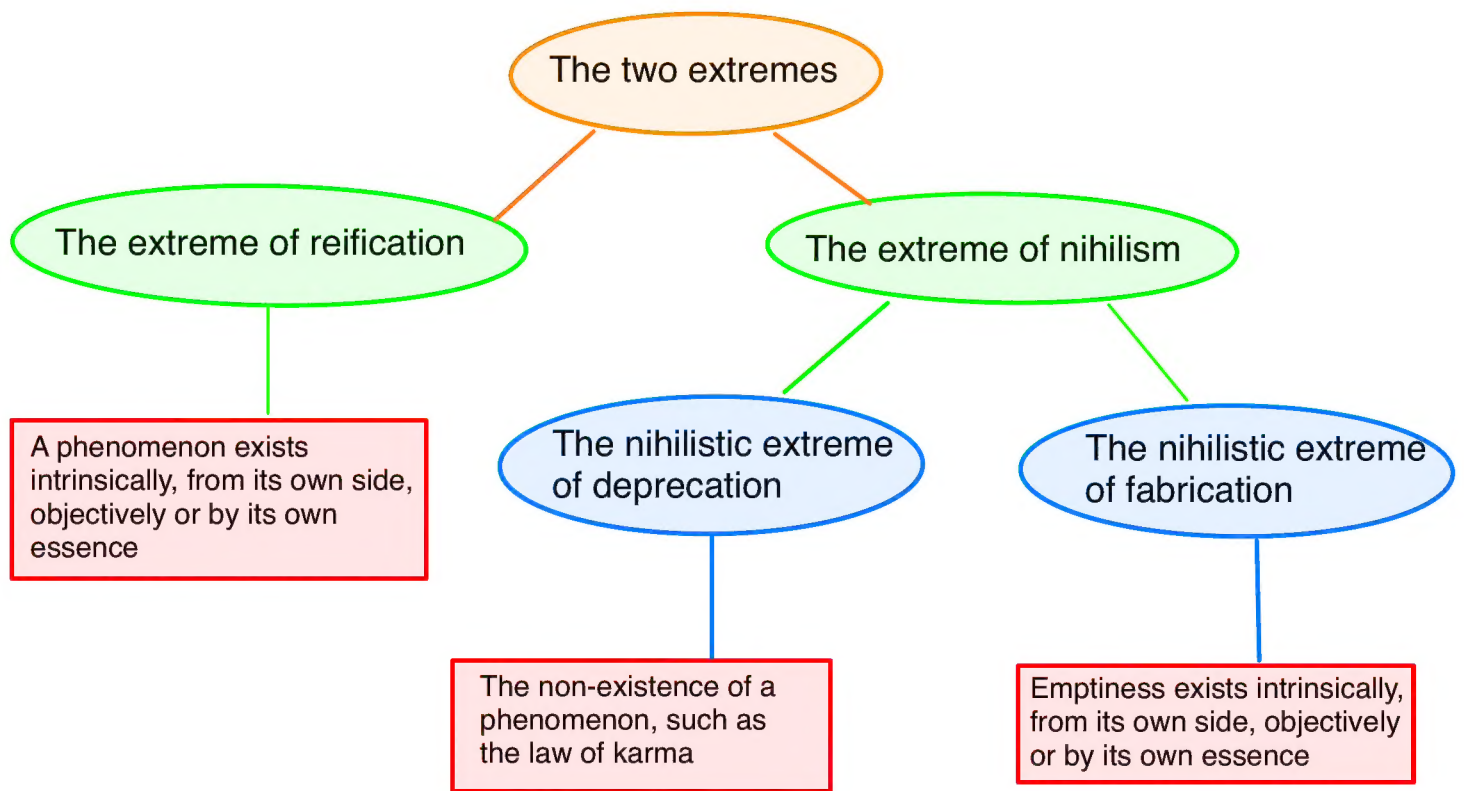 The two extremes
The extreme of reification
The extreme of nihilism
A phenomenon exists
intrinsically, from its own side,
objectively or by its own
essence
The nihilistic extreme
of deprecation
The nihilistic extreme
of fabrication
The non-existence of a
phenomenon, such as
the law of karma
Emptiness exists intrinsically,
from its own side, objectively
or by its own essence